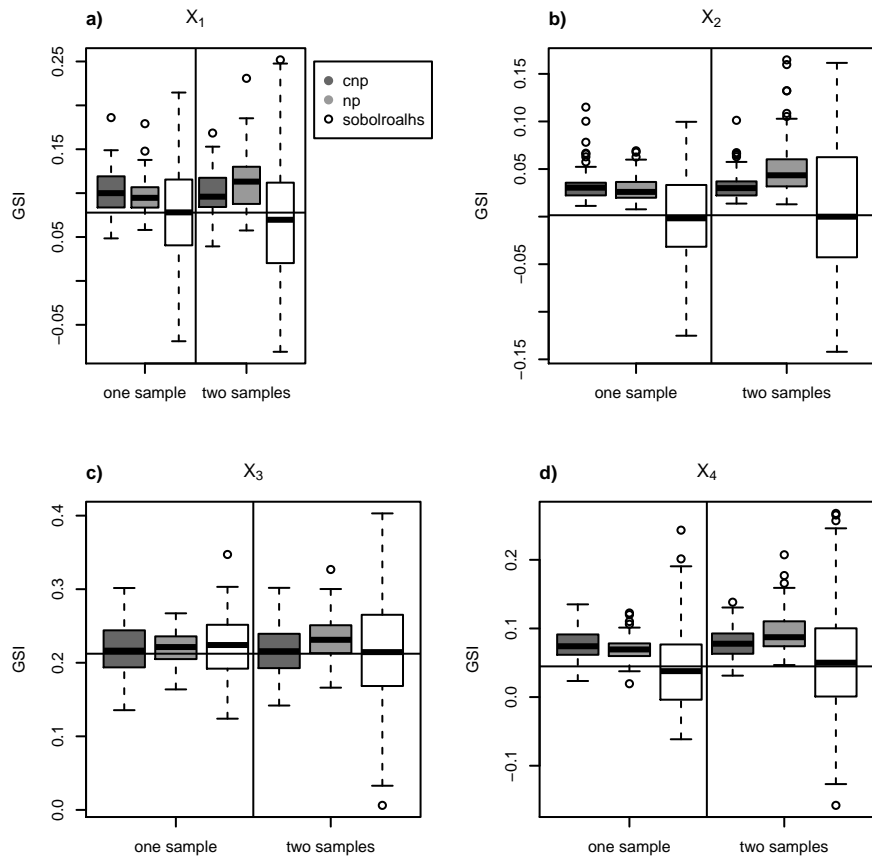 a)
X1
GSI
0.25
0.15
0.05
−0.05
one sample
two samples
cnp
np
sobolroalhs
b)
X2
GSI
0.15
0.05
−0.05
−0.15
one sample
two samples
c)
X3
GSI
0.4
0.3
0.2
0.1
0.0
one sample
two samples
d)
X4
GSI
0.2
0.1
0.0
−0.1
one sample
two samples